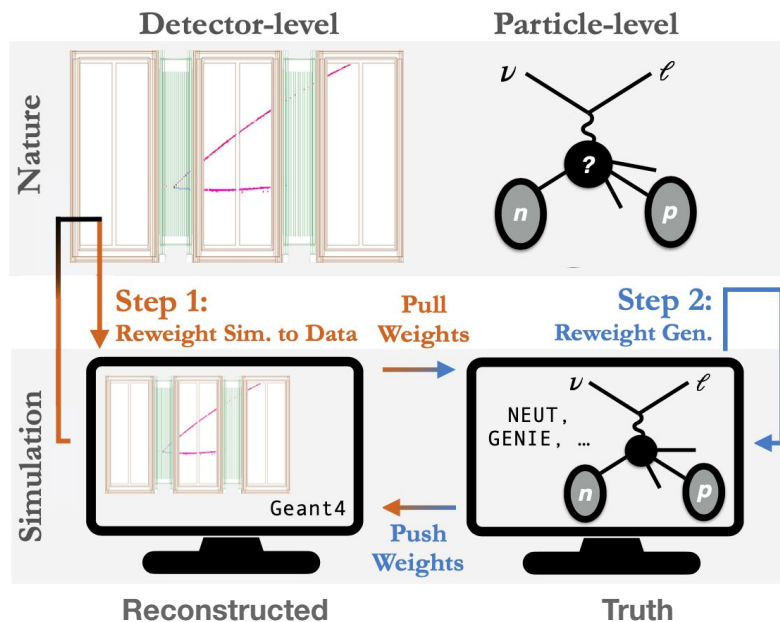 Detector-level
Particle-level
Nature
ν
ℓ
?
n
p
Step 1:
Reweight Sim. to Data
Pull
Weights
Step 2:
Reweight Gen.
Simulation
Geant4
ν
ℓ
NEUT,
GENIE, ...
n
p
Push
Weights
Reconstructed
Truth